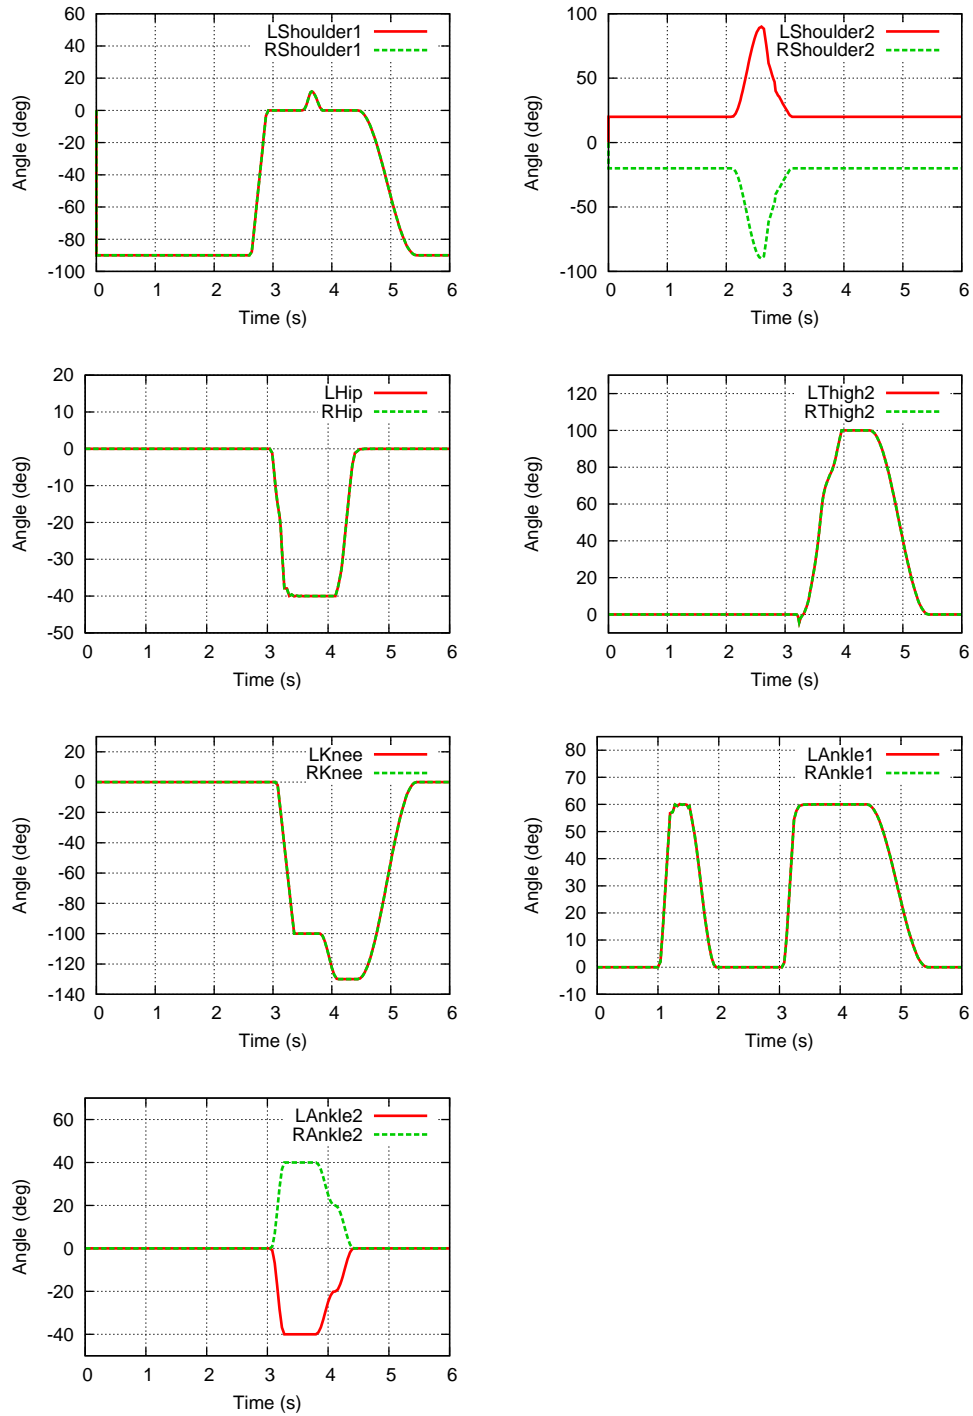 LShoulder1
RShoulder1
Angle (deg)
60
40
20
0
-20
-40
-60
-80
-100
0 1 2 3 4 5 6
Time (s)
LShoulder2
RShoulder2
Angle (deg)
100
50
0
-50
-100
0 1 2 3 4 5 6
Time (s)
LHip
RHip
Angle (deg)
20
10
0
-10
-20
-30
-40
-50
0 1 2 3 4 5 6
Time (s)
LThigh2
RThigh2
Angle (deg)
120
100
80
60
40
20
0
0 1 2 3 4 5 6
Time (s)
LKnee
RKnee
Angle (deg)
20
0
-20
-40
-60
-80
-100
-120
-140
0 1 2 3 4 5 6
Time (s)
LAnkle1
RAnkle1
Angle (deg)
80
70
60
50
40
30
20
10
0
-10
0 1 2 3 4 5 6
Time (s)
LAnkle2
RAnkle2
Angle (deg)
60
40
20
0
-20
-40
0 1 2 3 4 5 6
Time (s)